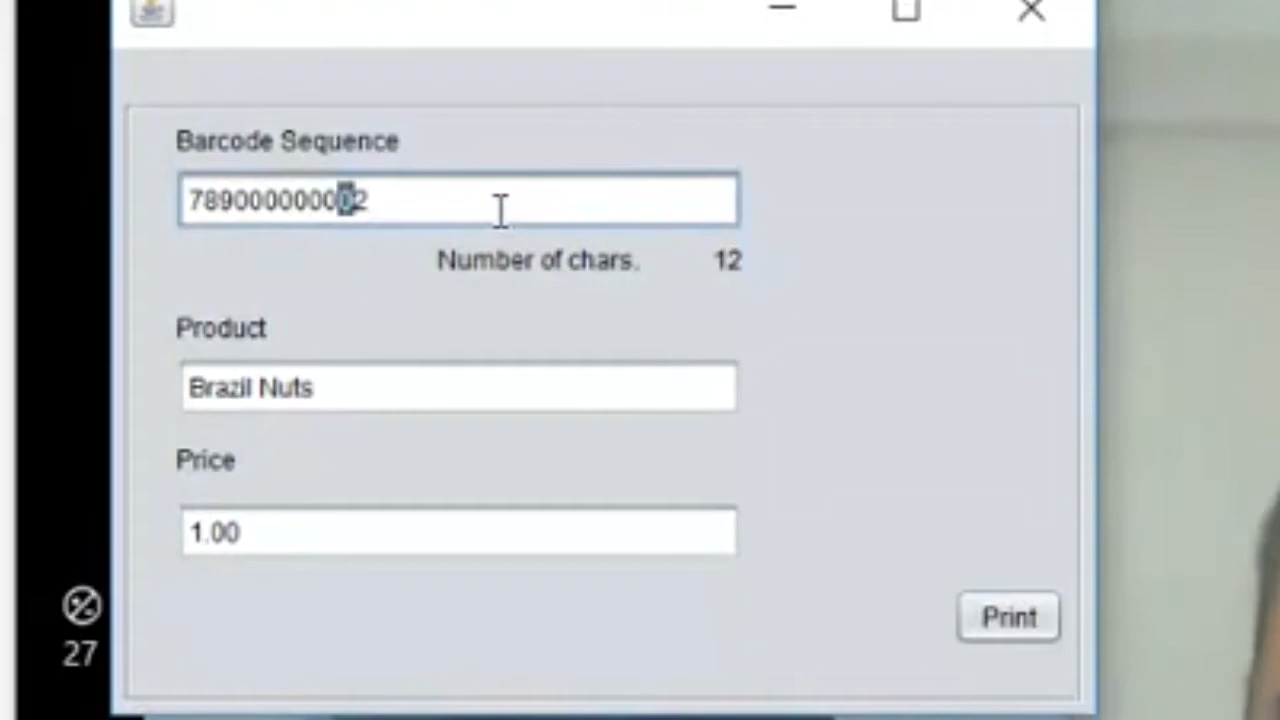 Barcode Sequence
789000000002
Number of chars. 12
Product
Brazil Nuts
Price
1.00
Print
27